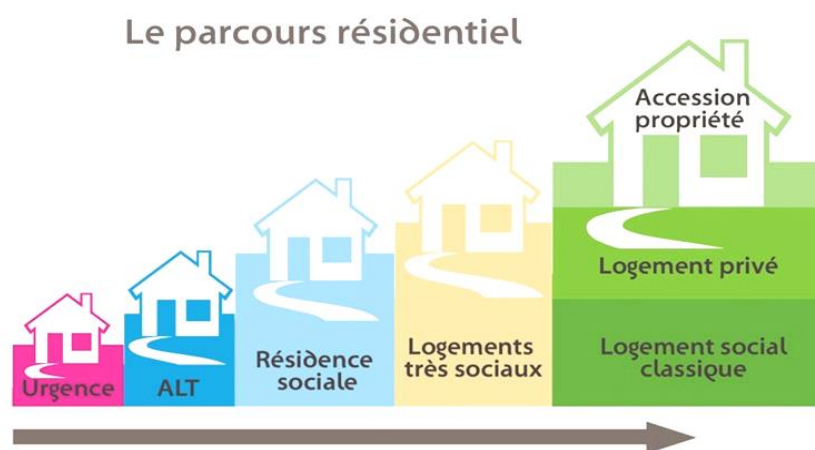 Le parcours résidentiel
Accession
propriété
Logement privé
Urgence
ALT
Résidence
sociale
Logements
très sociaux
Logement social
classique